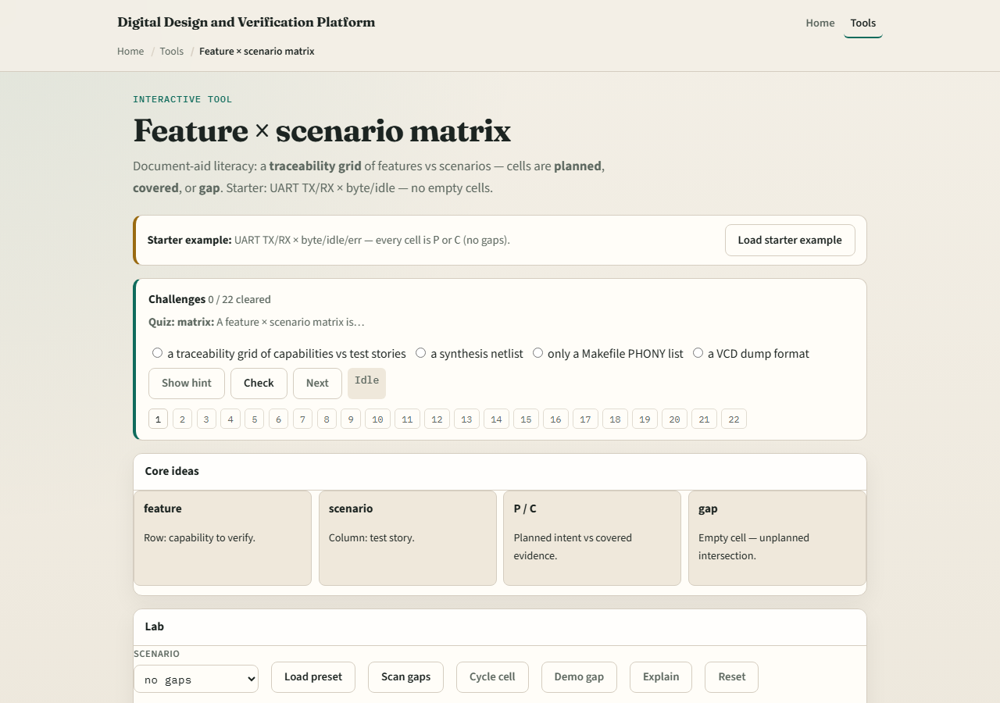 Digital Design and Verification Platform
Home Tools
Home / Tools / Feature × scenario matrix
INTERACTIVE TOOL
Feature × scenario matrix
Document-aid literacy: a traceability grid of features vs scenarios — cells are planned,
covered, or gap. Starter: UART TX/RX × byte/idle — no empty cells.
Starter example: UART TX/RX × byte/idle/err — every cell is P or C (no gaps).
Load starter example
Challenges 0 / 22 cleared
Quiz: matrix: A feature × scenario matrix is…
a traceability grid of capabilities vs test stories a synthesis netlist only a Makefile PHONY list a VCD dump format
Show hint Check Next Idle
1 2 3 4 5 6 7 8 9 10 11 12 13 14 15 16 17 18 19 20 21 22
Core ideas
feature
Row: capability to verify.
scenario
Column: test story.
P / C
Planned intent vs covered
evidence.
gap
Empty cell — unplanned
intersection.
Lab
SCENARIO
no gaps Load preset Scan gaps Cycle cell Demo gap Explain Reset